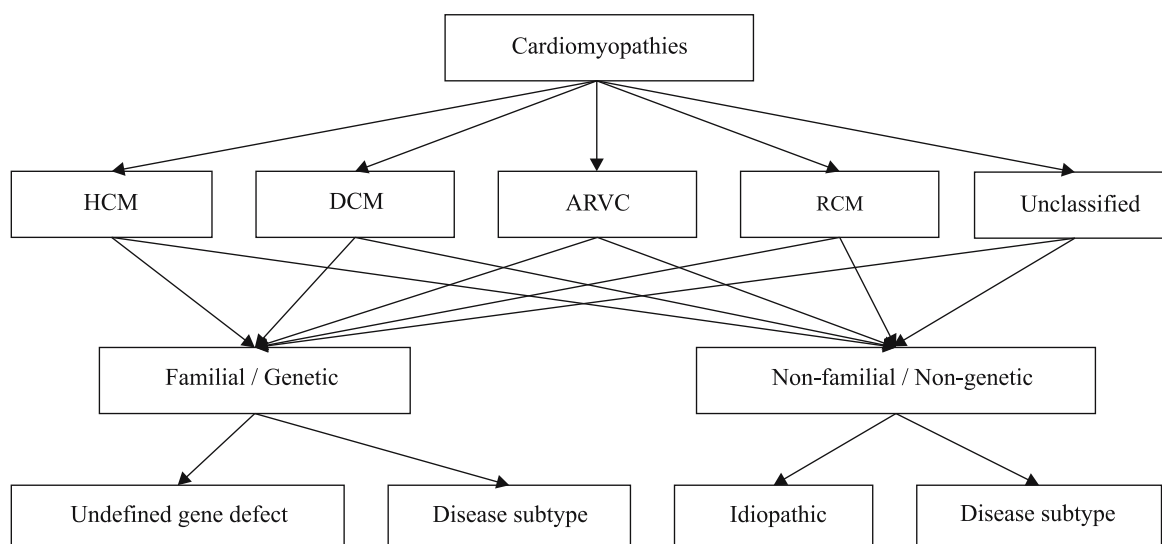 Cardiomyopathies
HCM
DCM
ARVC
RCM
Unclassified
Familial / Genetic
Non-familial / Non-genetic
Undefined gene defect
Disease subtype
Idiopathic
Disease subtype